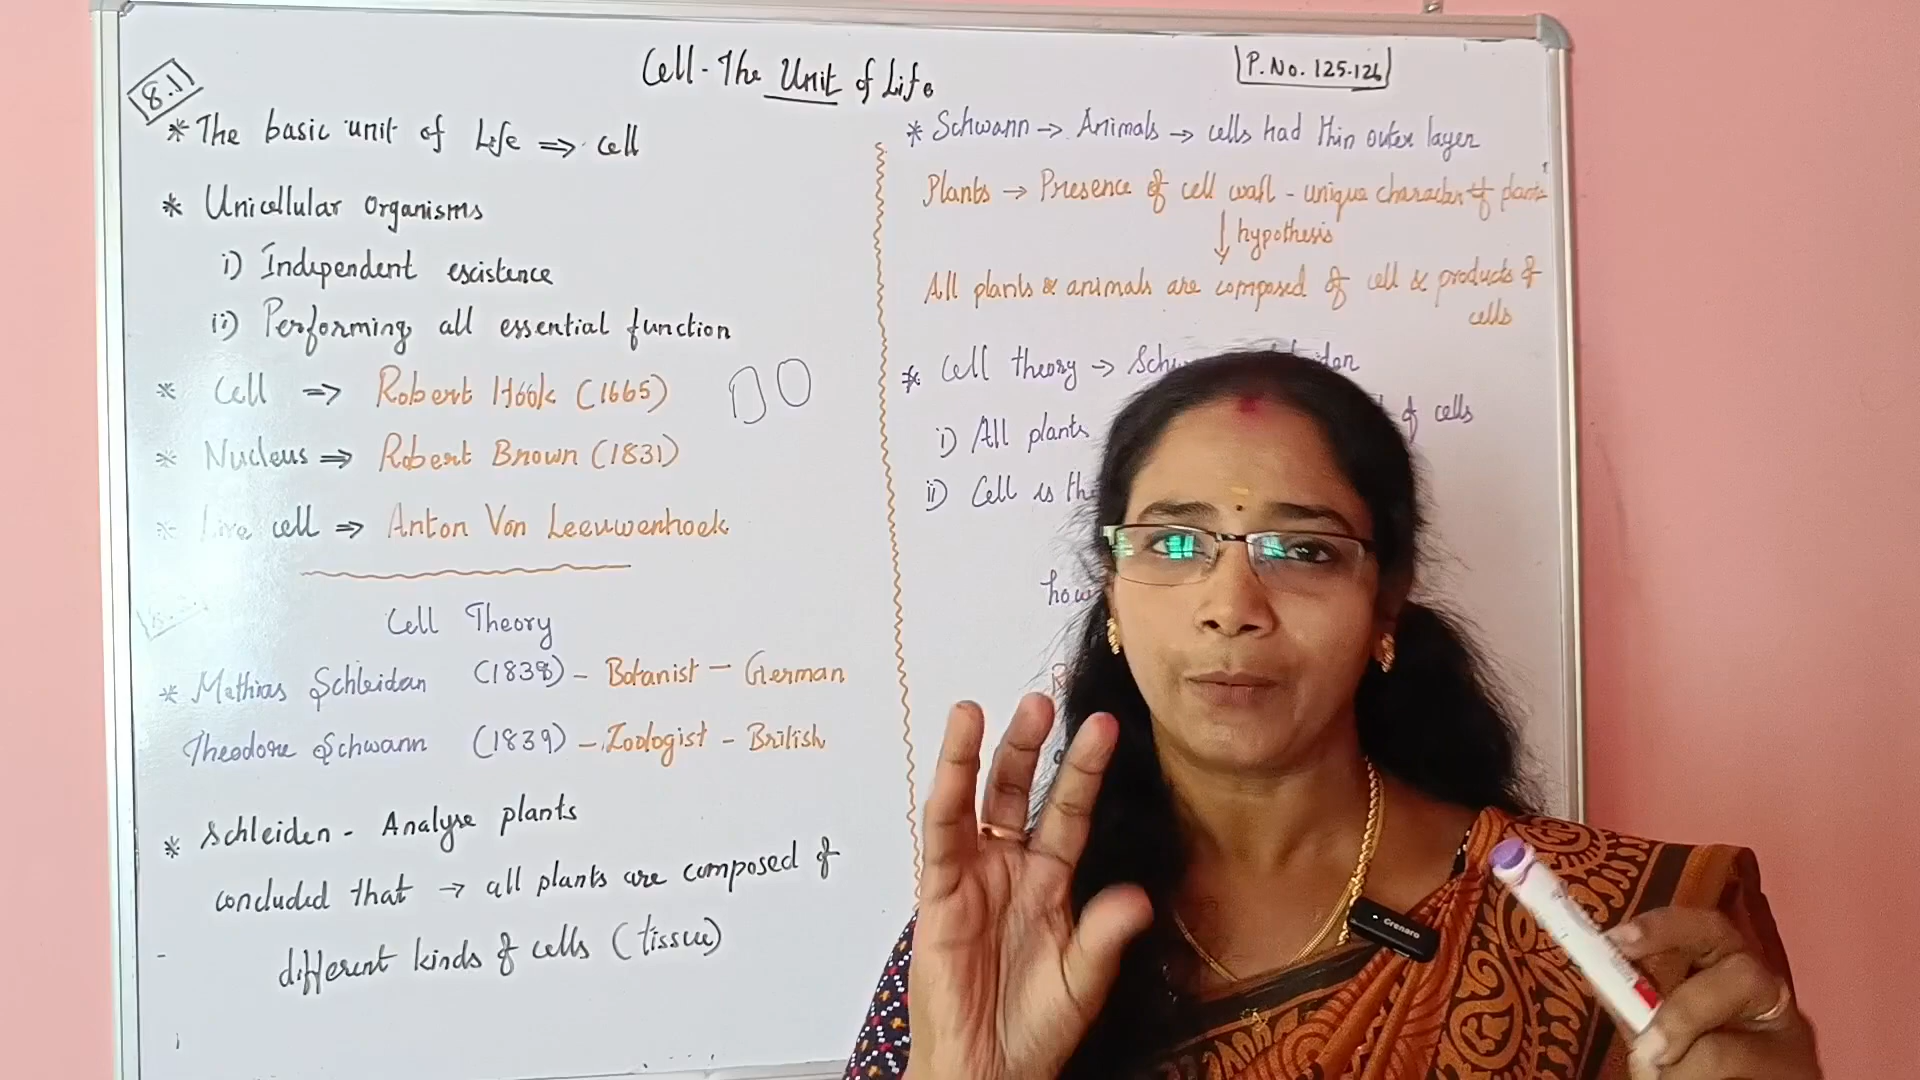 8.1
Cell - The Unit of Life
P. No. 125-126
* The basic unit of Life => cell
* Unicellular Organisms
i) Independent escistence
ii) Performing all essential function
* Cell => Robert Hook (1665)
* Nucleus => Robert Brown (1831)
* Live cell => Anton Von Leeuwenhoek
Cell Theory
* Mathias Schleidan (1838) - Botanist - German
Theodore Schwann (1839) - Zoologist - British
* Schleiden - Analyse plants
concluded that → all plants are composed of
different kinds of cells (tissue)
* Schwann → Animals → cells had thin outer layer
Plants → Presence of cell wall - unique character of plants
↓ hypothesis
All plants & animals are composed of cell & products of
cells
* Cell theory →
i) All plants of cells
ii) Cell is
Grenaro